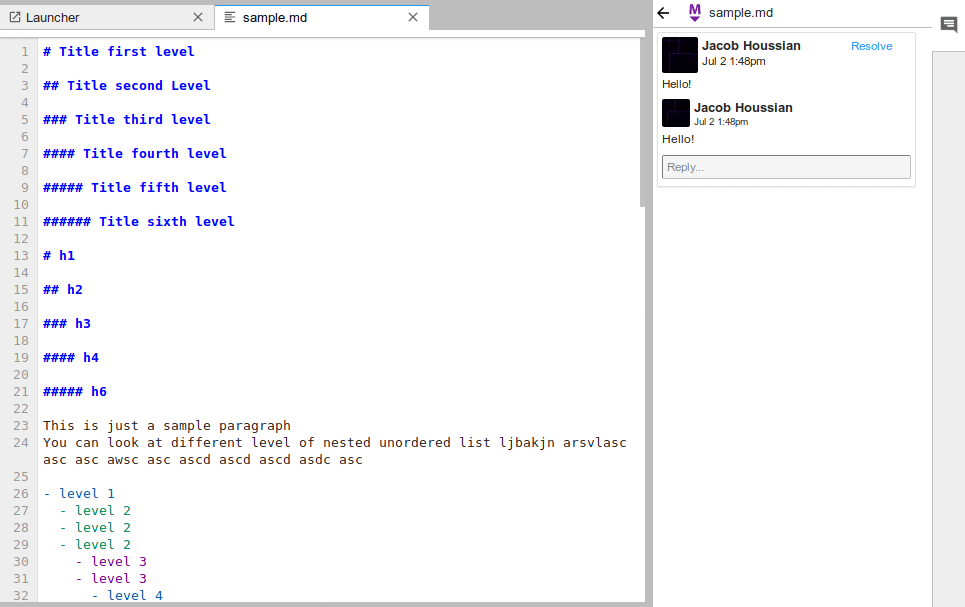 Launcher
sample.md
1 # Title first level
2
3 ## Title second Level
4
5 ### Title third level
6
7 #### Title fourth level
8
9 ##### Title fifth level
10
11 ###### Title sixth level
12
13 # h1
14
15 ## h2
16
17 ### h3
18
19 #### h4
20
21 ##### h6
22
23 This is just a sample paragraph
24 You can look at different level of nested unordered list ljbakjn arsvlasc
asc asc awsc asc ascd ascd ascd asdc asc
25
26 - level 1
27 - level 2
28 - level 2
29 - level 2
30 - level 3
31 - level 3
32 - level 4
M sample.md
Jacob Houssian Resolve
Jul 2 1:48pm
Hello!
Jacob Houssian
Jul 2 1:48pm
Hello!
Reply...